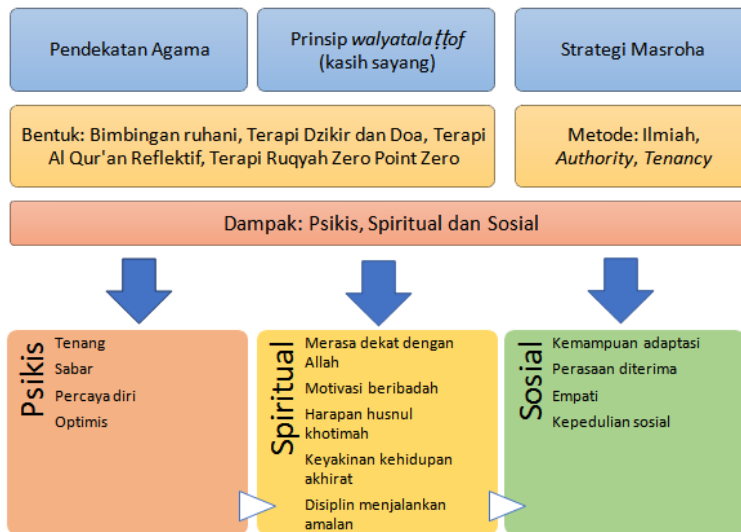 Pendekatan Agama
Prinsip walyatalaṭṭof
(kasih sayang)
Strategi Masroha
Bentuk: Bimbingan ruhani, Terapi Dzikir dan Doa, Terapi
Al Qur'an Reflektif, Terapi Ruqyah Zero Point Zero
Metode: Ilmiah,
Authority, Tenancy
Dampak: Psikis, Spiritual dan Sosial
Psikis
Tenang
Sabar
Percaya diri
Optimis
Spiritual
Merasa dekat dengan
Allah
Motivasi beribadah
Harapan husnul
khotimah
Keyakinan kehidupan
akhirat
Disiplin menjalankan
amalan
Sosial
Kemampuan adaptasi
Perasaan diterima
Empati
Kepedulian sosial